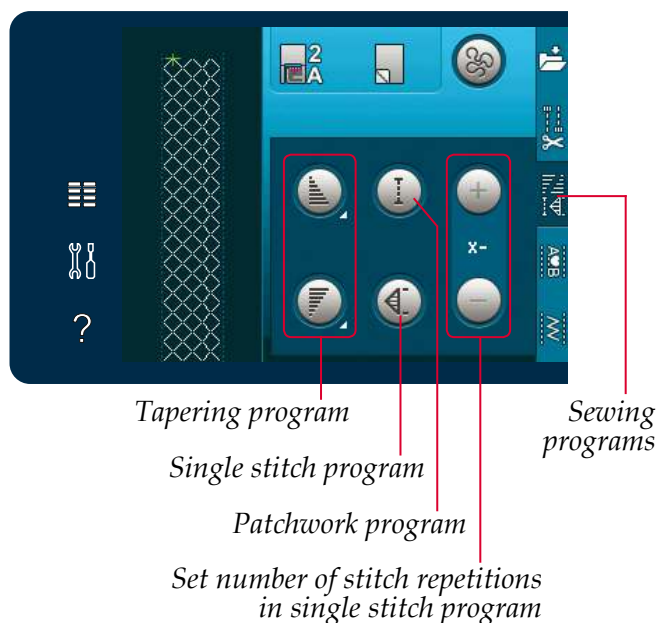 2
A
x-
A♥B
?
Tapering program
Sewing
programs
Single stitch program
Patchwork program
Set number of stitch repetitions
in single stitch program